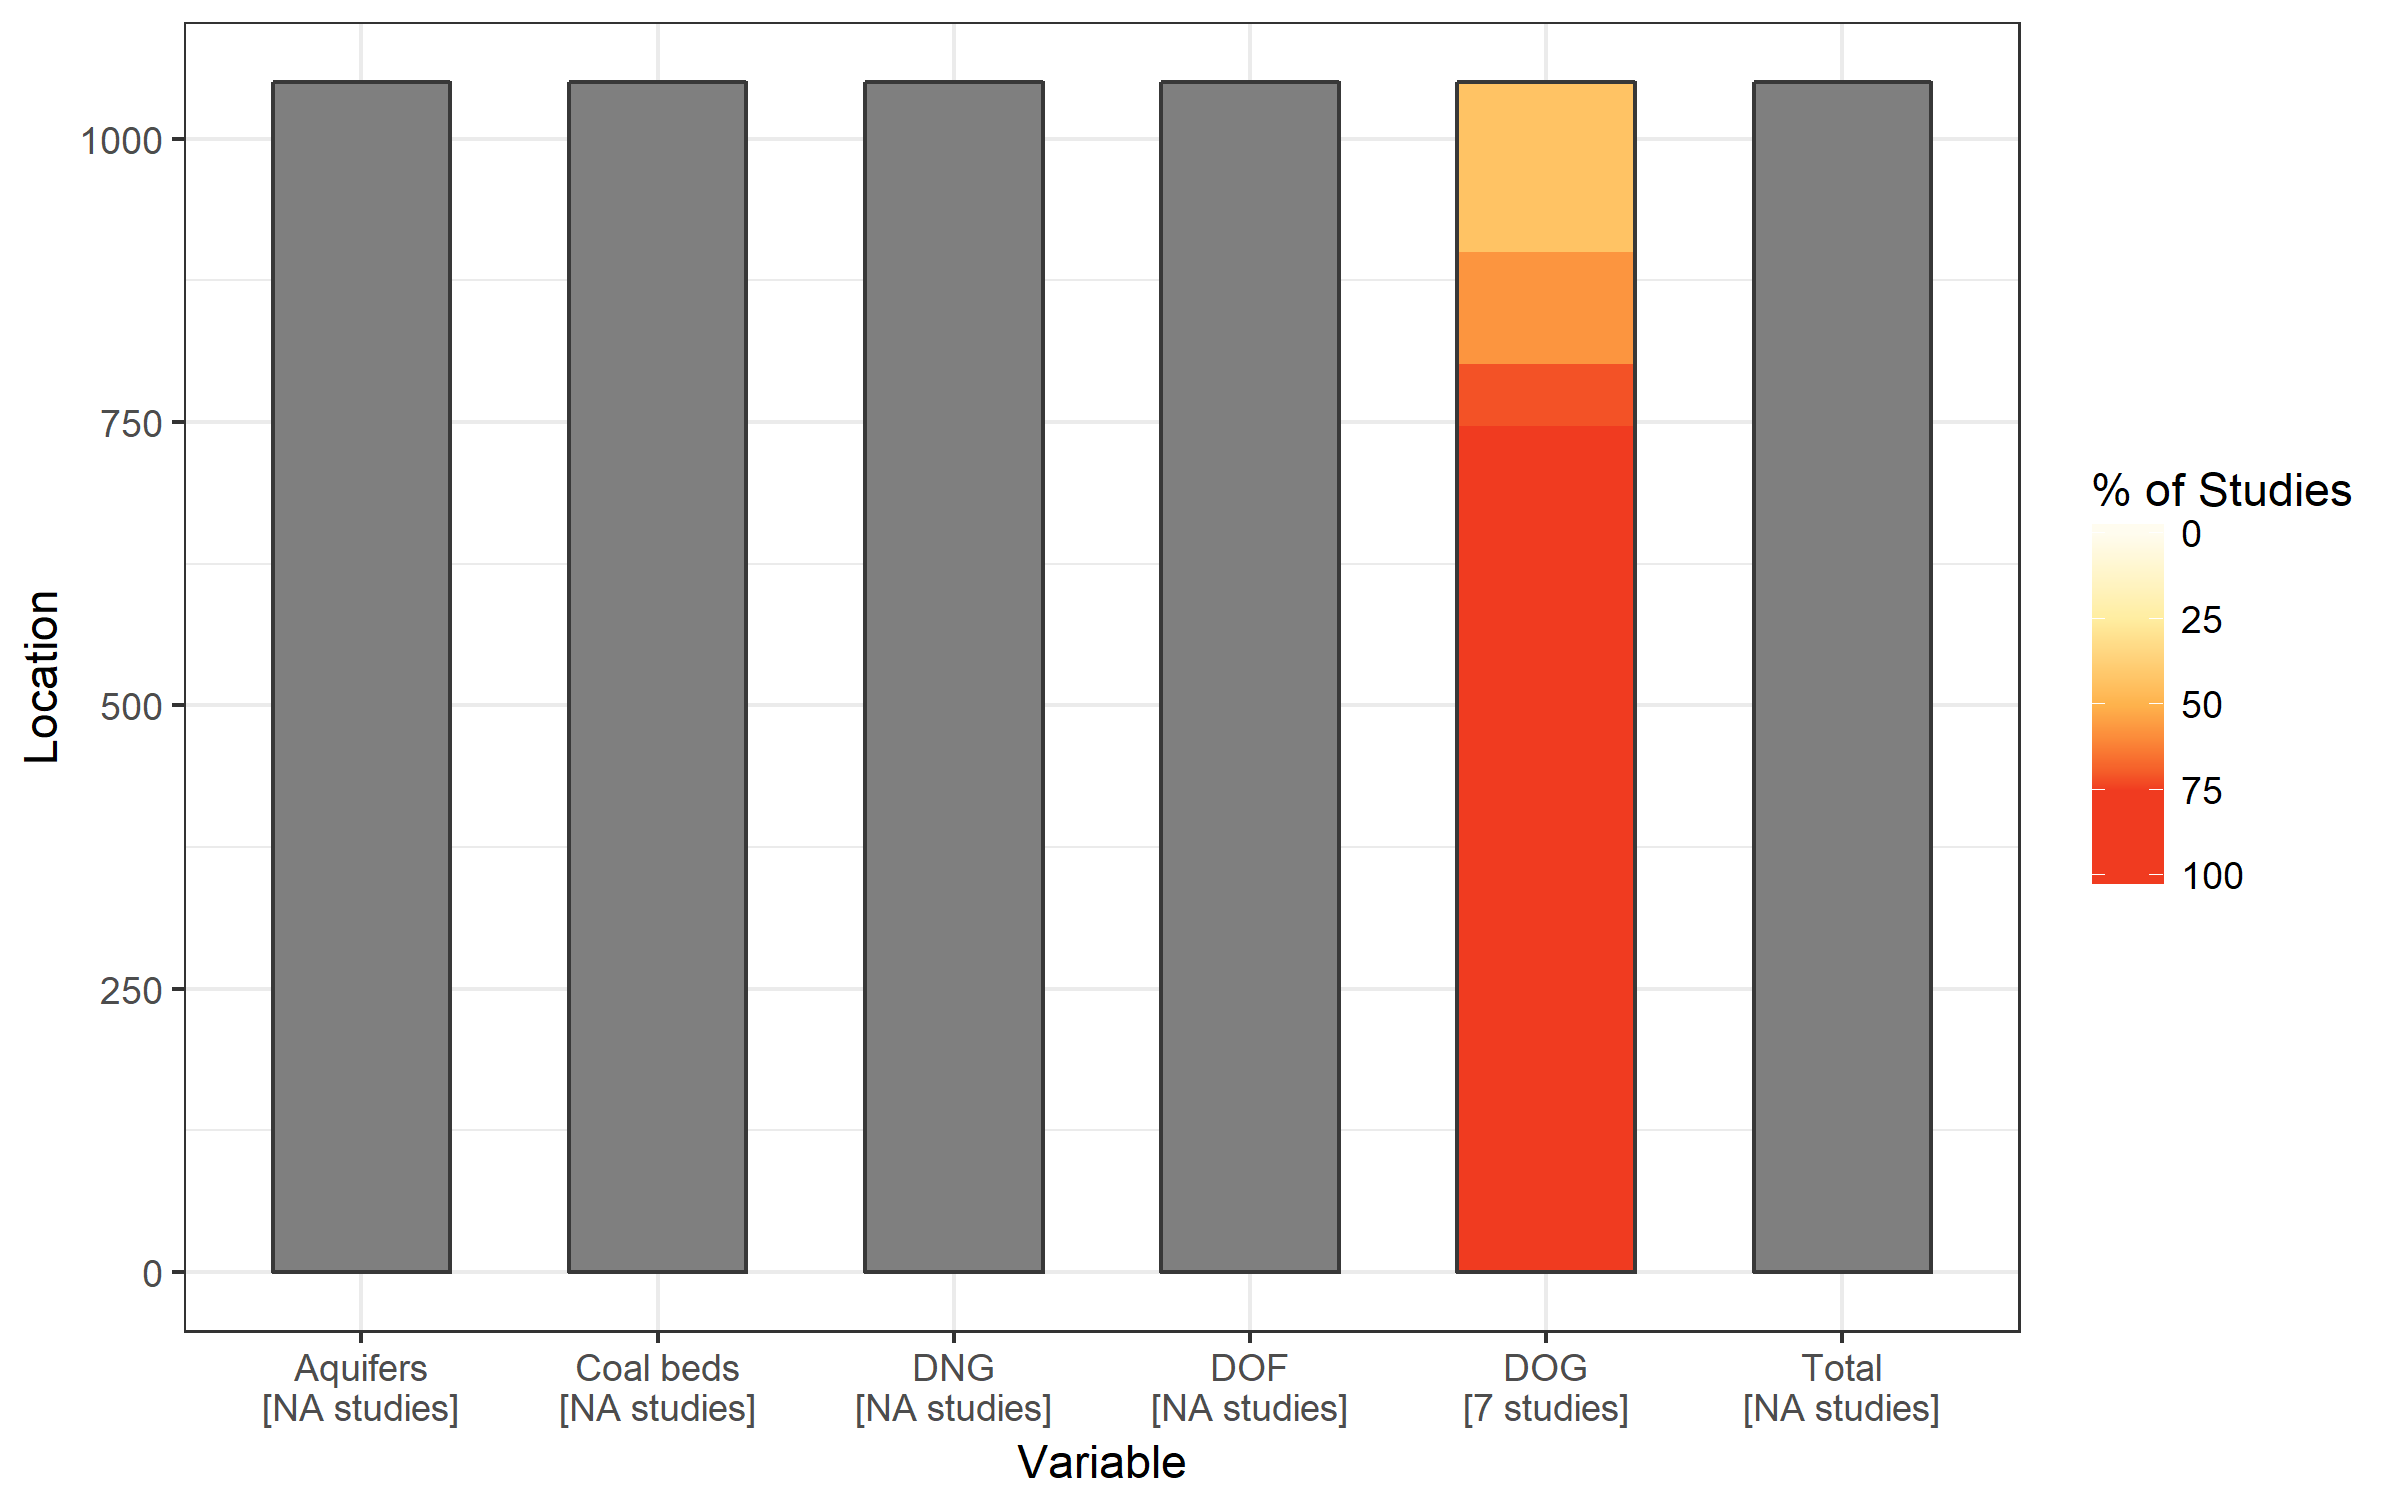 1000
750
500
250
0
Location
Aquifers
[NA studies]
Coal beds
[NA studies]
DNG
[NA studies]
DOF
[NA studies]
DOG
[7 studies]
Total
[NA studies]
Variable
% of Studies
0
25
50
75
100